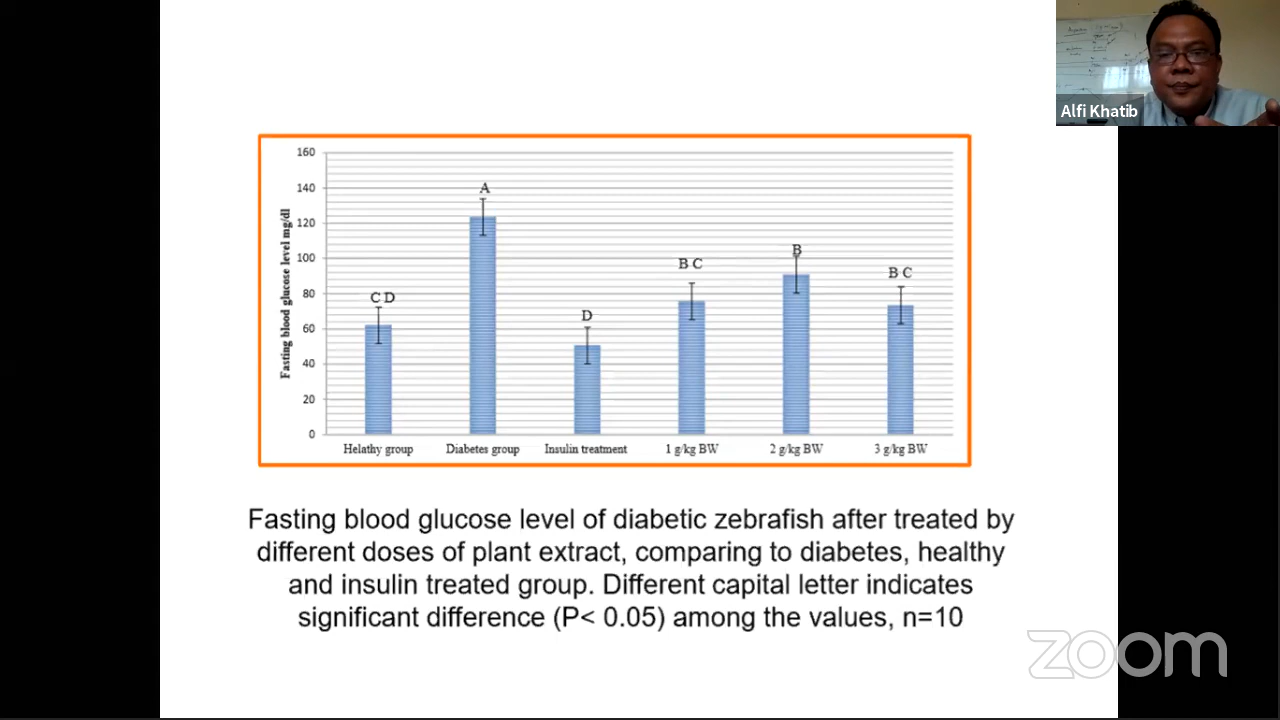 Alfi Khatib
160
140
120
100
80
60
40
20
0
Fasting blood glucose level mg/dl
C D
A
D
B C
B
B C
Helathy group
Diabetes group
Insulin treatment
1 g/kg BW
2 g/kg BW
3 g/kg BW
Fasting blood glucose level of diabetic zebrafish after treated by
different doses of plant extract, comparing to diabetes, healthy
and insulin treated group. Different capital letter indicates
significant difference (P< 0.05) among the values, n=10
zoom